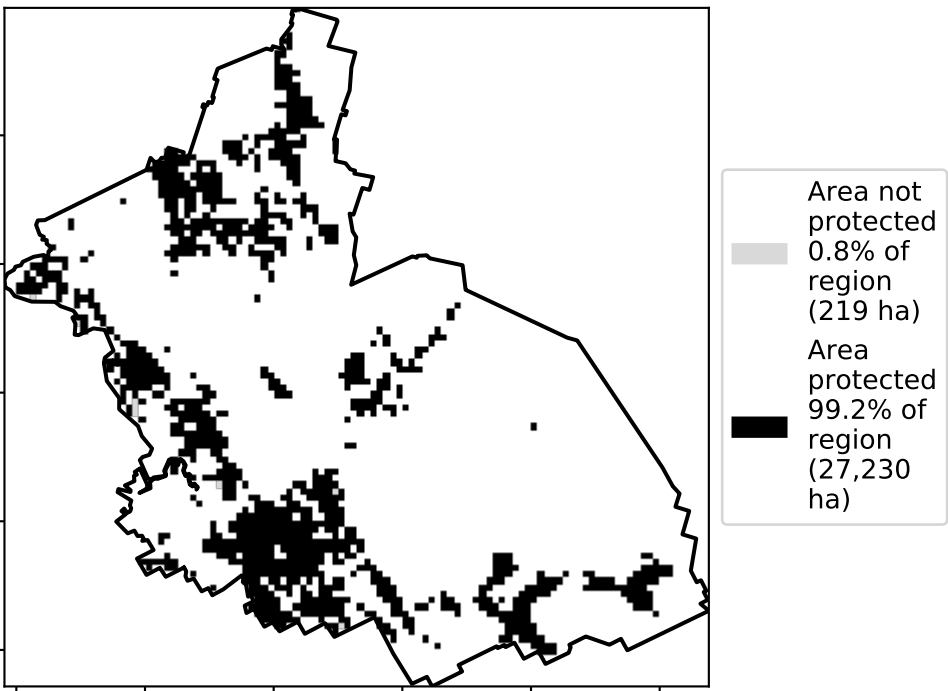 Area not
protected
0.8% of
region
(219 ha)
Area
protected
99.2% of
region
(27,230
ha)